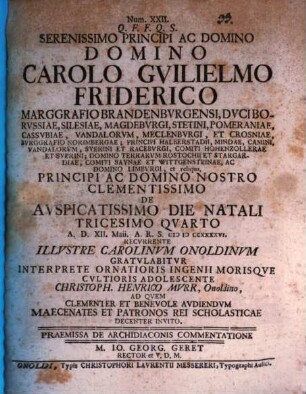 Num. XXII.
Q. F. F. Q. S.
SERENISSIMO PRINCIPI AC DOMINO
DOMINO
CAROLO GVILIELMO
FRIDERICO
MARGGRAFIO BRANDENBVRGENSI, DVCI BO-
RVSSIAE, SILESIAE, MAGDEBVRGI, STETINI, POMERANIAE,
CASSVBIAE, VANDALORVM, MECLENBVRGI, ET CROSNIAE,
BVRGGRAFIO NORIMBERGAE; PRINCIPI HALBERSTADII, MINDAE, CAMINI,
VANDALORVM, SVERINI ET RACEBVRGI, COMITI HOHENZOLLERAE
ET SVERINI; DOMINO TERRARVM ROSTOCHII ET STARGAR-
DIAE; COMITI SAYNAE ET WITTGENSTEINAE; AC
DOMINO LIMBVRGI et reliqua,
PRINCIPI AC DOMINO NOSTRO
CLEMENTISSIMO
DE
AVSPICATISSIMO DIE NATALI
TRICESIMO QVARTO
A. D. XII. Maii. A. R. S.
RECVRRENTE
ILLVSTRE CAROLINVM ONOLDINVM
GRATVLABITVR
INTERPRETE ORNATIORIS INGENII MORISQVE
CVLTIORIS ADOLESCENTE
CHRISTOPH. HENRICO MVRR, Onoldino,
AD QVEM
CLEMENTER ET BENEVOLE AVDIENDVM
MAECENATES ET PATRONOS REI SCHOLASTICAE
DECENTER INVITO.
PRAEMISSA DE ARCHIDIACONIS COMMENTATIONE
M. IO. GEORG. GERET
RECTOR et V. D. M.
ONOLDI, Typis CHRISTOPHORI LAVRENTII MESSERERI, Typographi Aulici.